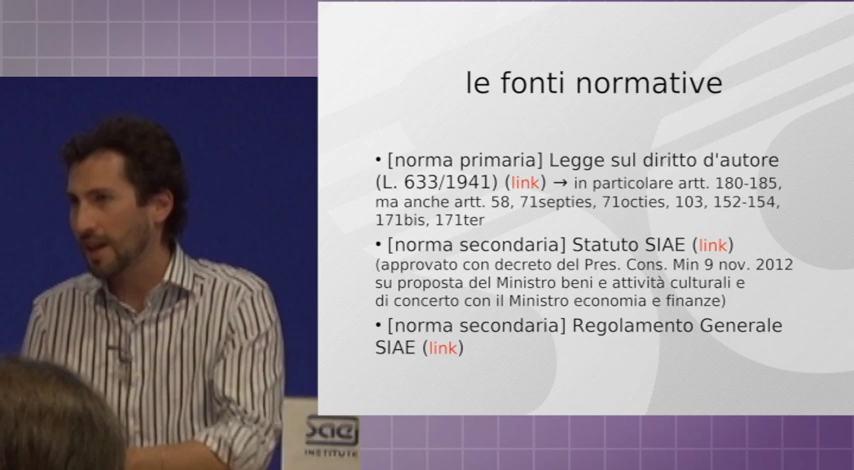 le fonti normative
• [norma primaria] Legge sul diritto d'autore
(L. 633/1941) (link) → in particolare artt. 180-185,
ma anche artt. 58, 71septies, 71octies, 103, 152-154,
171bis, 171ter
• [norma secondaria] Statuto SIAE (link)
(approvato con decreto del Pres. Cons. Min 9 nov. 2012
su proposta del Ministro beni e attività culturali e
di concerto con il Ministro economia e finanze)
• [norma secondaria] Regolamento Generale
SIAE (link)
sae
INSTITUTE